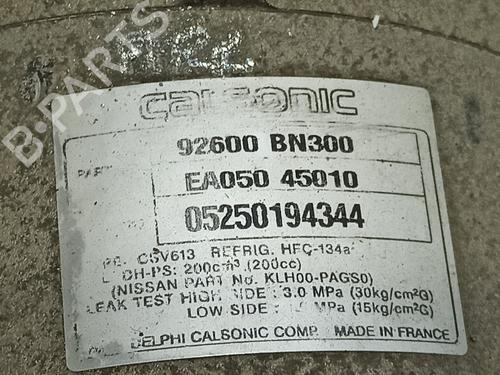 B-PARTS
CALSONIC
92600 BN300
PART
EA050 45010
05250194344
CSV613 REFRIG. HFC-134a
CH-PS: 200cm³ (200cc)
(NISSAN PART No. KLH00-PAGS0)
LEAK TEST HIGH SIDE : 3.0 MPa (30kg/cm²G)
LOW SIDE : MPa (15kg/cm²G)
DELPHI CALSONIC COMP. MADE IN FRANCE